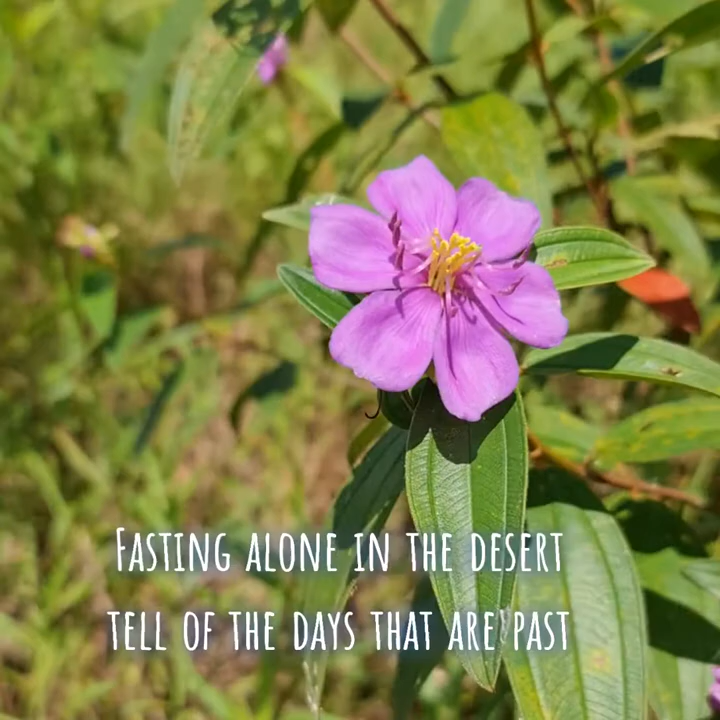 Fasting alone in the desert
tell of the days that are past